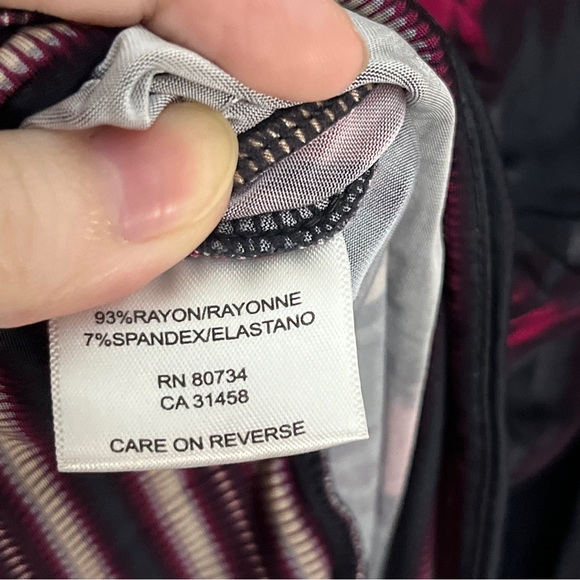 93%RAYON/RAYONNE
7%SPANDEX/ELASTANO
RN 80734
CA 31458
CARE ON REVERSE